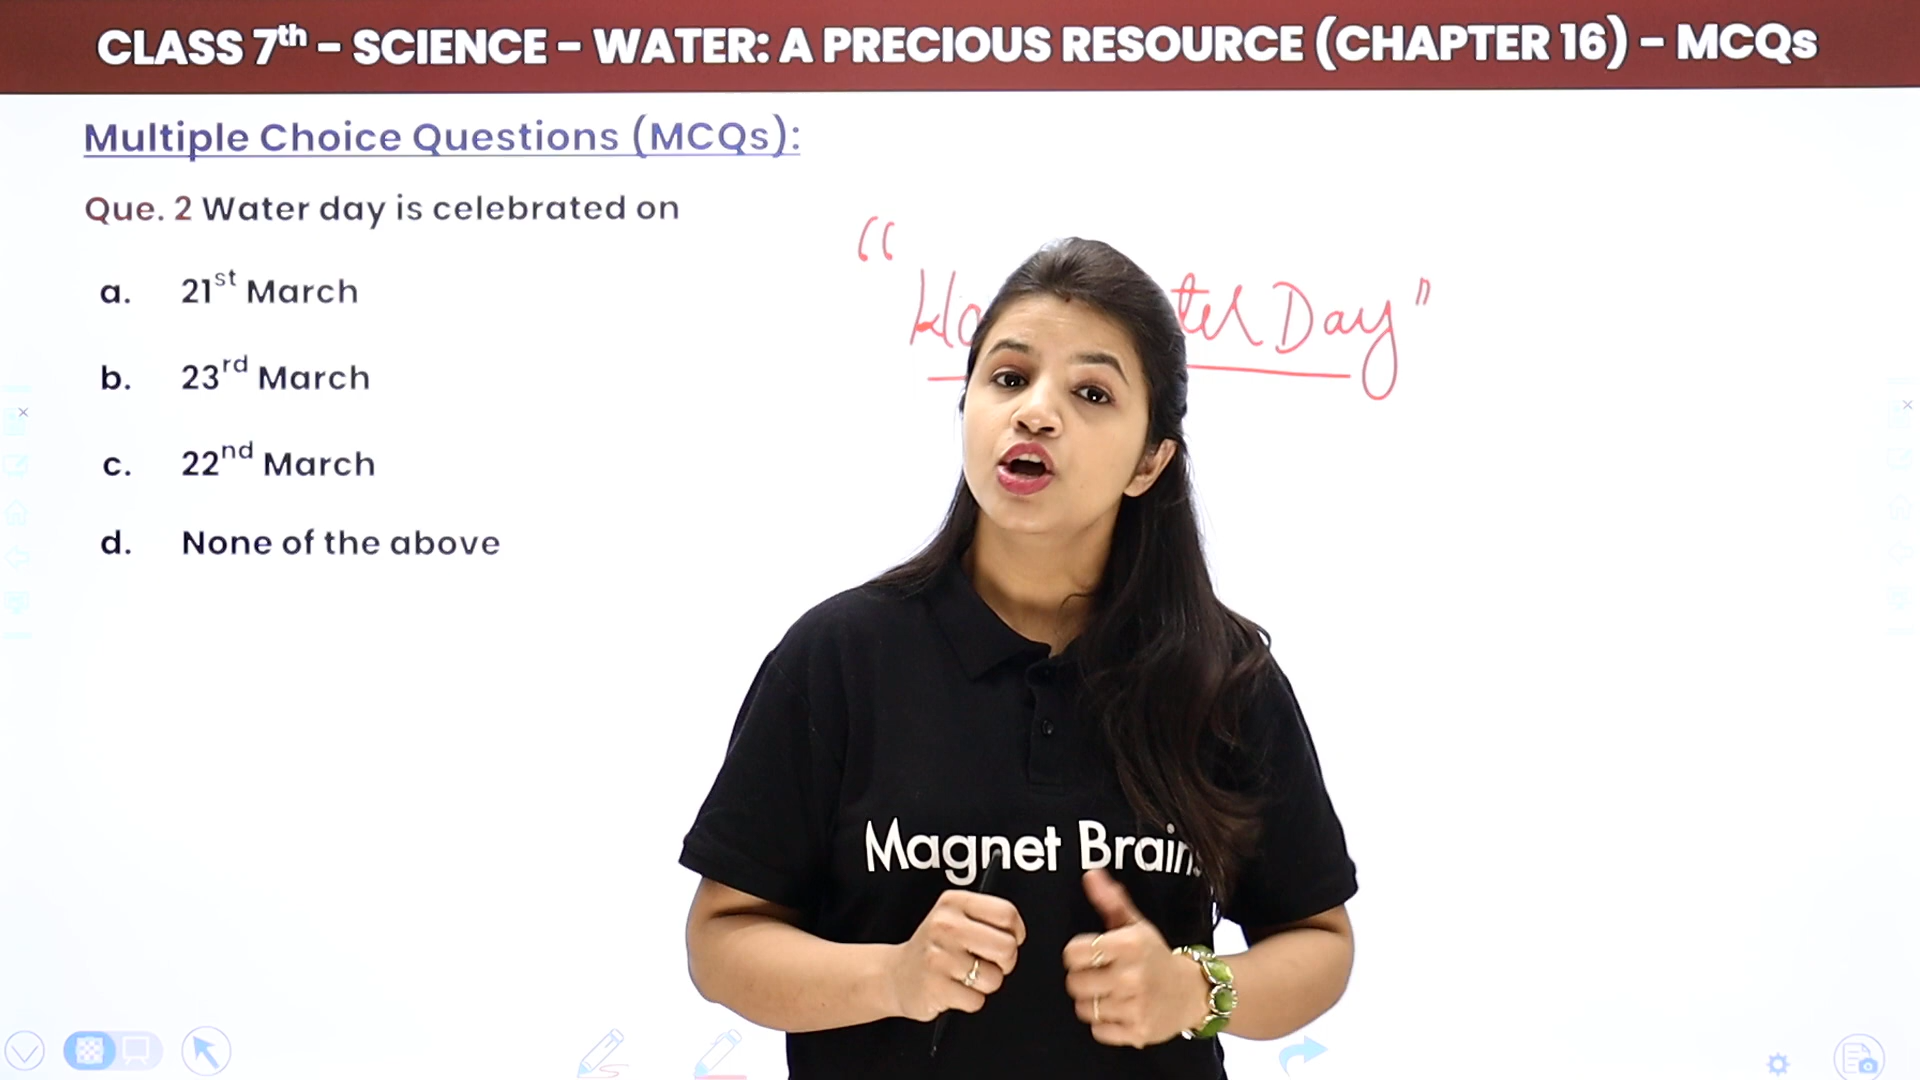 CLASS 7th – SCIENCE – WATER: A PRECIOUS RESOURCE (CHAPTER 16) – MCQs
Multiple Choice Questions (MCQs):
Que. 2 Water day is celebrated on
a. 21st March
b. 23rd March
c. 22nd March
d. None of the above
“ Day”
Magnet Brain